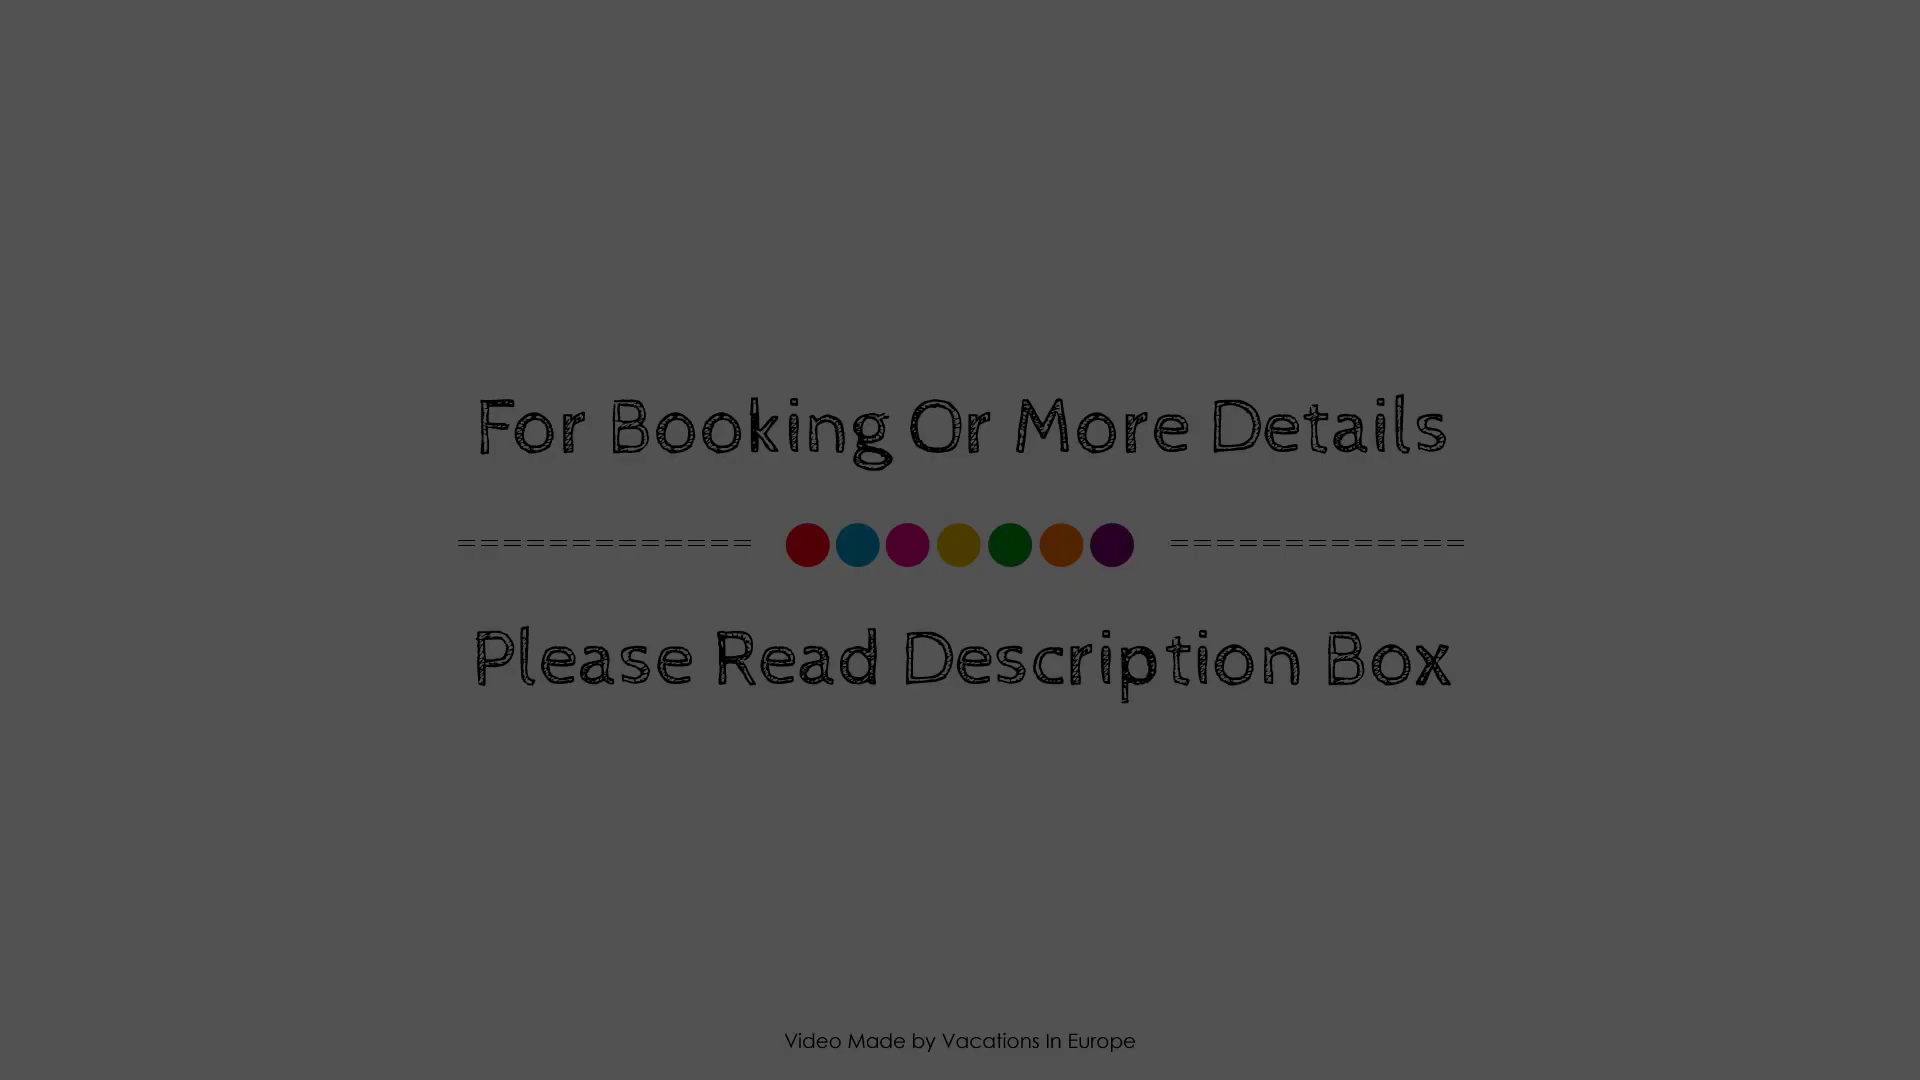 For Booking Or More Details
============= =============
Please Read Description Box
Video Made by Vacations In Europe